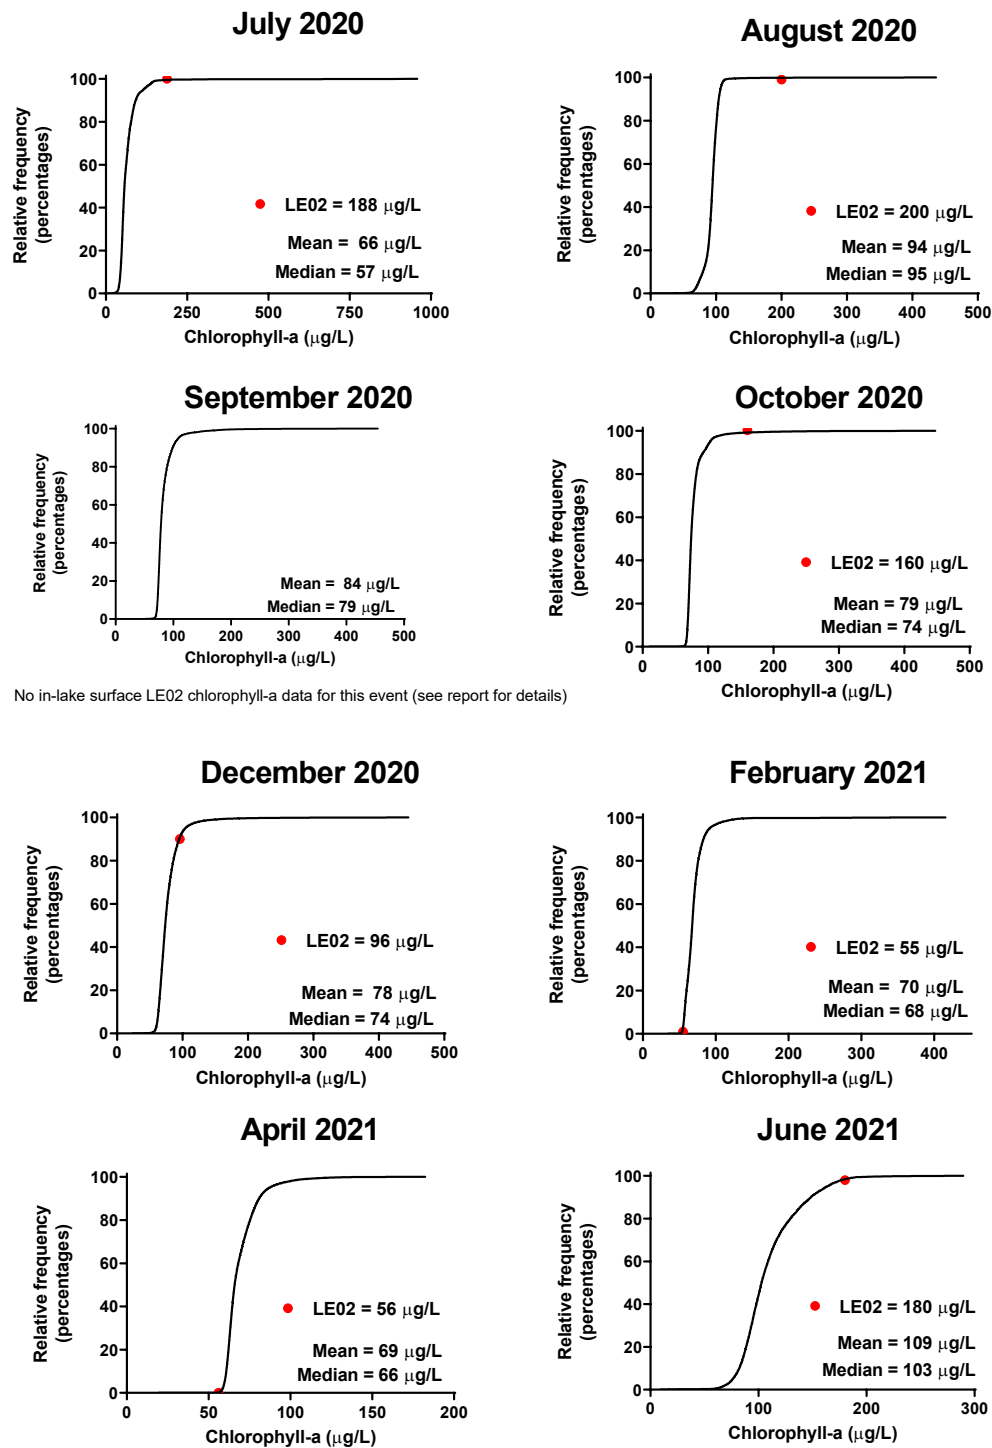 July 2020
Relative frequency
(percentages)
100
80
60
40
20
0
LE02 = 188 μg/L
Mean = 66 μg/L
Median = 57 μg/L
0 250 500 750 1000
Chlorophyll-a (μg/L)
August 2020
Relative frequency
(percentages)
100
80
60
40
20
0
LE02 = 200 μg/L
Mean = 94 μg/L
Median = 95 μg/L
0 100 200 300 400 500
Chlorophyll-a (μg/L)
September 2020
Relative frequency
(percentages)
100
80
60
40
20
0
Mean = 84 μg/L
Median = 79 μg/L
0 100 200 300 400 500
Chlorophyll-a (μg/L)
No in-lake surface LE02 chlorophyll-a data for this event (see report for details)
October 2020
Relative frequency
(percentages)
100
80
60
40
20
0
LE02 = 160 μg/L
Mean = 79 μg/L
Median = 74 μg/L
0 100 200 300 400 500
Chlorophyll-a (μg/L)
December 2020
Relative frequency
(percentages)
100
80
60
40
20
0
LE02 = 96 μg/L
Mean = 78 μg/L
Median = 74 μg/L
0 100 200 300 400 500
Chlorophyll-a (μg/L)
February 2021
Relative frequency
(percentages)
100
80
60
40
20
0
LE02 = 55 μg/L
Mean = 70 μg/L
Median = 68 μg/L
0 100 200 300 400
Chlorophyll-a (μg/L)
April 2021
Relative frequency
(percentages)
100
80
60
40
20
0
LE02 = 56 μg/L
Mean = 69 μg/L
Median = 66 μg/L
0 50 100 150 200
Chlorophyll-a (μg/L)
June 2021
Relative frequency
(percentages)
100
80
60
40
20
0
LE02 = 180 μg/L
Mean = 109 μg/L
Median = 103 μg/L
0 100 200 300
Chlorophyll-a (μg/L)